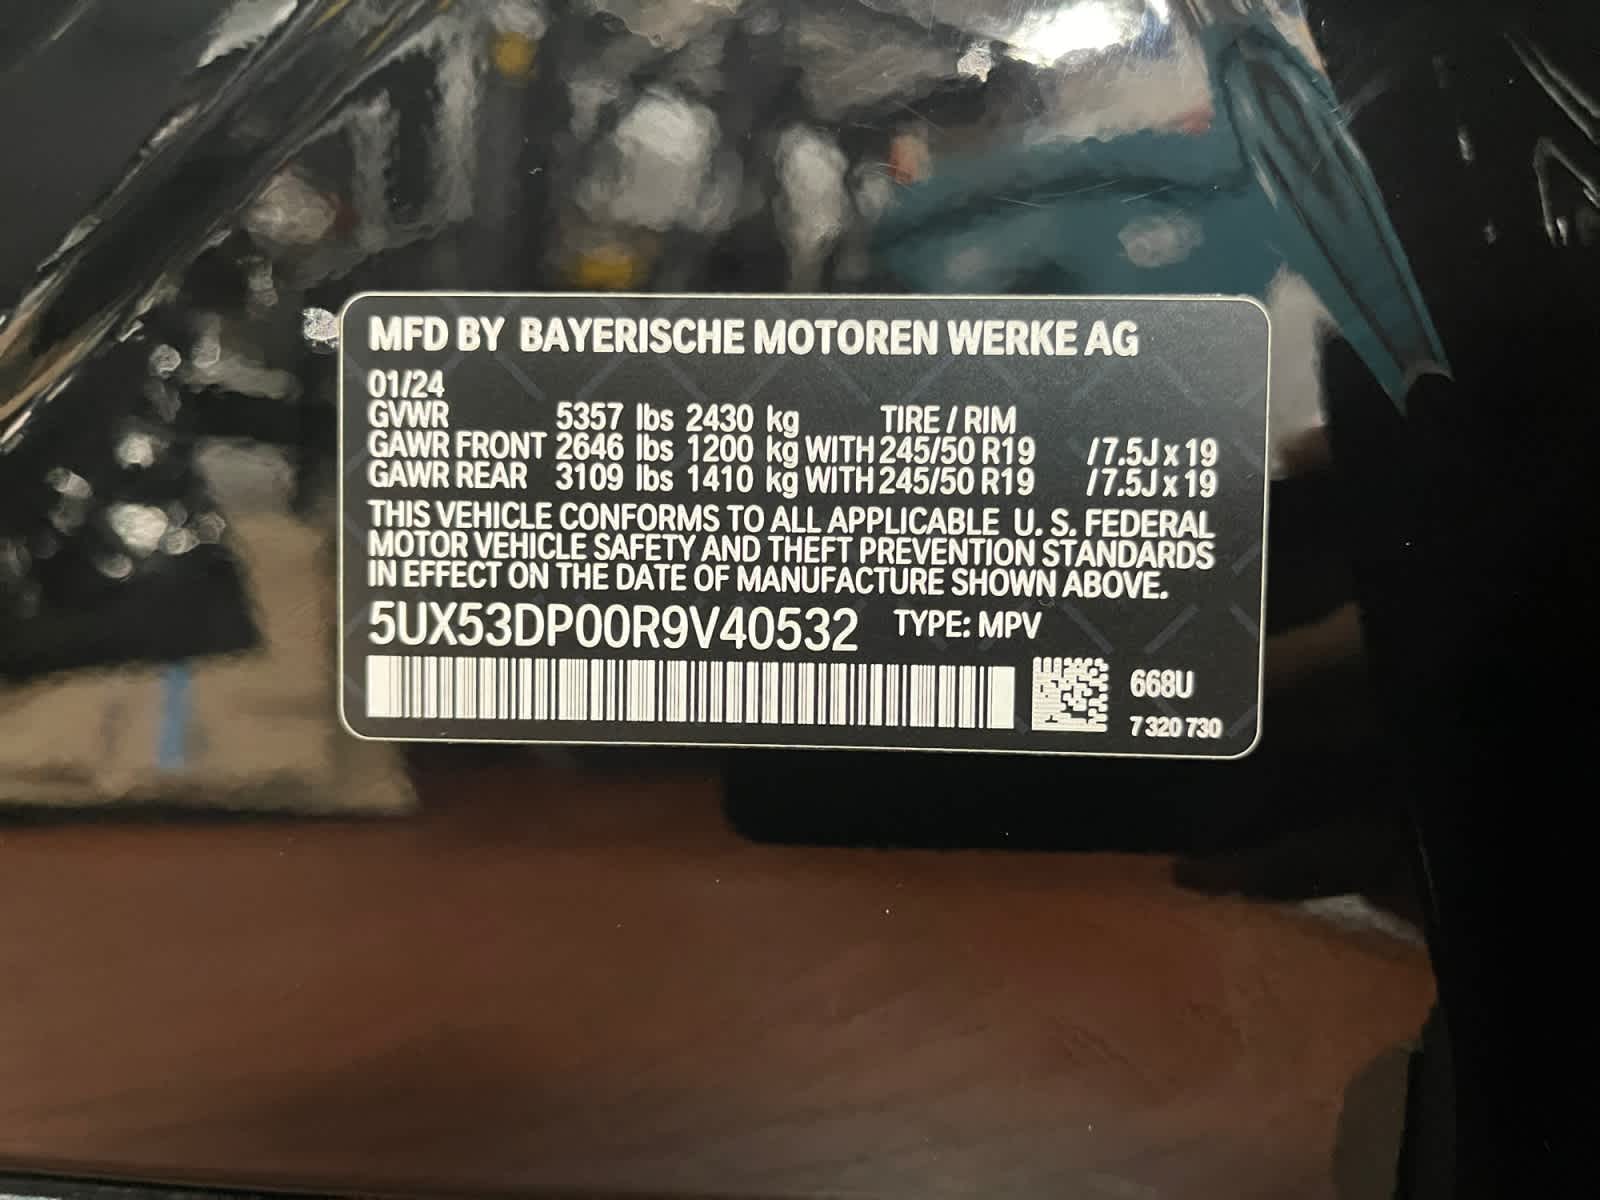 MFD BY BAYERISCHE MOTOREN WERKE AG
01/24
GVWR 5357 lbs 2430 kg TIRE / RIM
GAWR FRONT 2646 lbs 1200 kg WITH 245/50 R19 / 7.5J x 19
GAWR REAR 3109 lbs 1410 kg WITH 245/50 R19 / 7.5J x 19
THIS VEHICLE CONFORMS TO ALL APPLICABLE U. S. FEDERAL
MOTOR VEHICLE SAFETY AND THEFT PREVENTION STANDARDS
IN EFFECT ON THE DATE OF MANUFACTURE SHOWN ABOVE.
5UX53DP00R9V40532 TYPE: MPV
668U
7 320 730